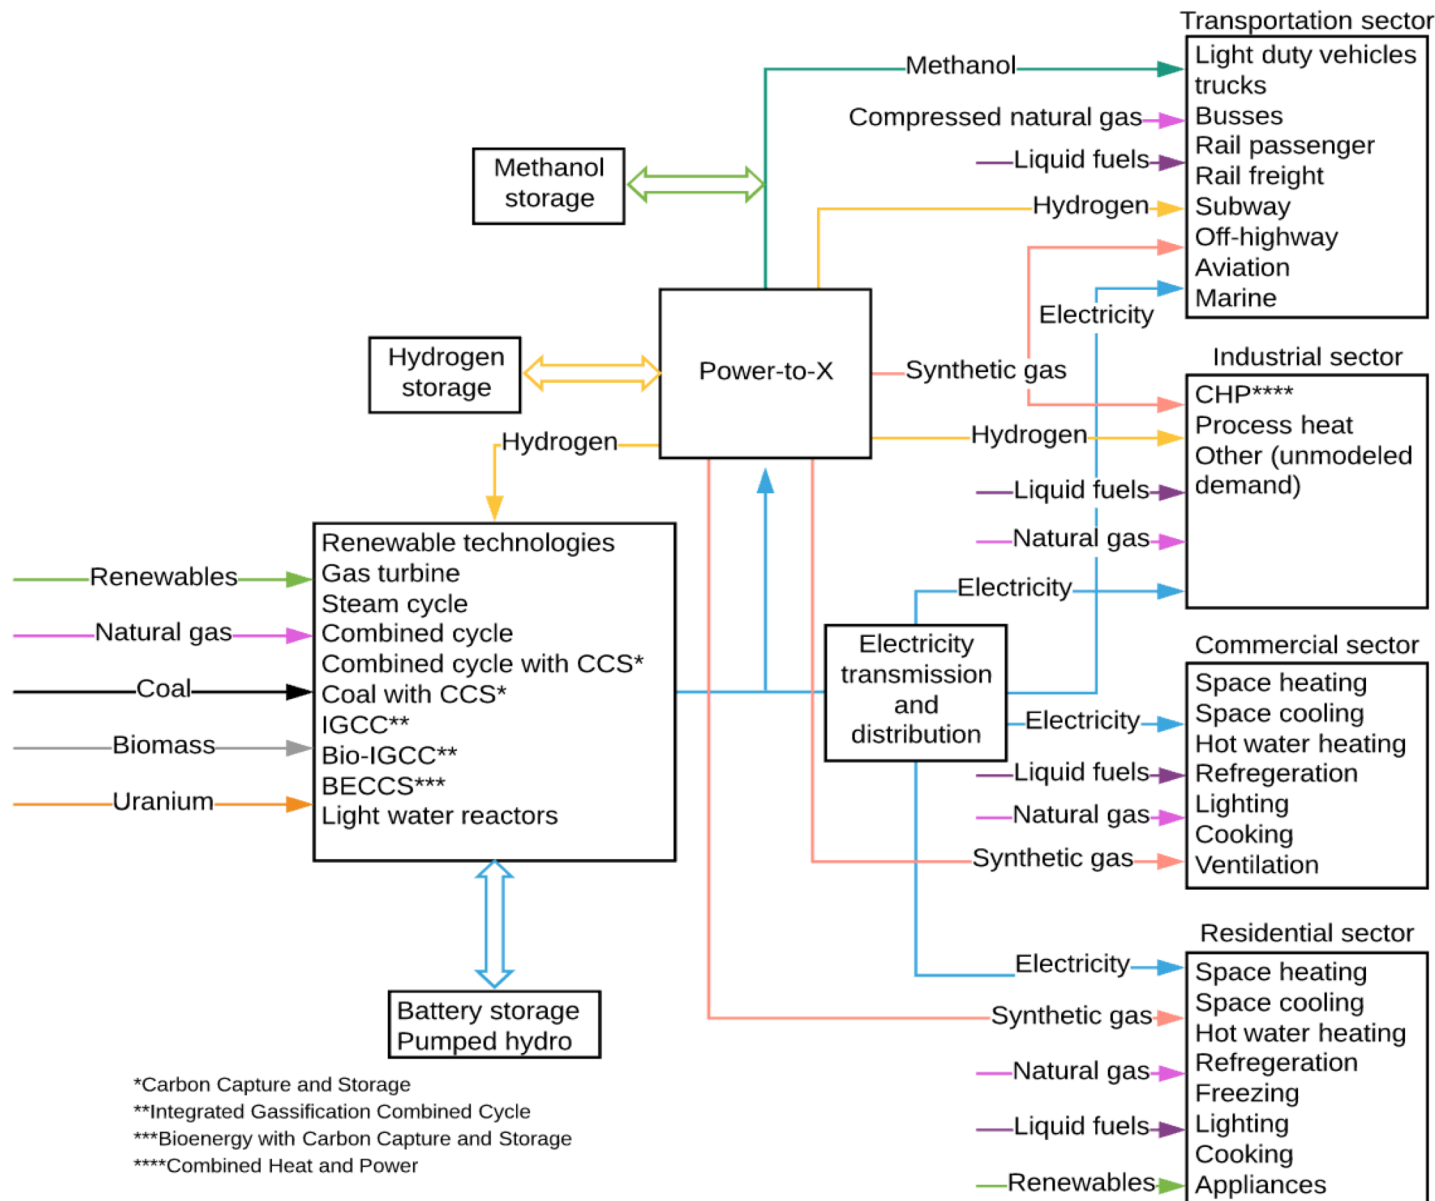 Transportation sector
Methanol
Light duty vehicles
trucks
Busses
Rail passenger
Rail freight
Subway
Off-highway
Aviation
Marine
Compressed natural gas
Liquid fuels
Hydrogen
Electricity
Methanol
storage
Hydrogen
storage
Power-to-X
Synthetic gas
Hydrogen
Hydrogen
Industrial sector
CHP****
Process heat
Other (unmodeled
demand)
Liquid fuels
Natural gas
Electricity
Renewables
Natural gas
Coal
Biomass
Uranium
Renewable technologies
Gas turbine
Steam cycle
Combined cycle
Combined cycle with CCS*
Coal with CCS*
IGCC**
Bio-IGCC**
BECCS***
Light water reactors
Electricity
transmission
and
distribution
Commercial sector
Electricity
Liquid fuels
Natural gas
Synthetic gas
Space heating
Space cooling
Hot water heating
Refregeration
Lighting
Cooking
Ventilation
Battery storage
Pumped hydro
Residential sector
Electricity
Synthetic gas
Natural gas
Liquid fuels
Renewables
Space heating
Space cooling
Hot water heating
Refregeration
Freezing
Lighting
Cooking
Appliances
*Carbon Capture and Storage
**Integrated Gassification Combined Cycle
***Bioenergy with Carbon Capture and Storage
****Combined Heat and Power